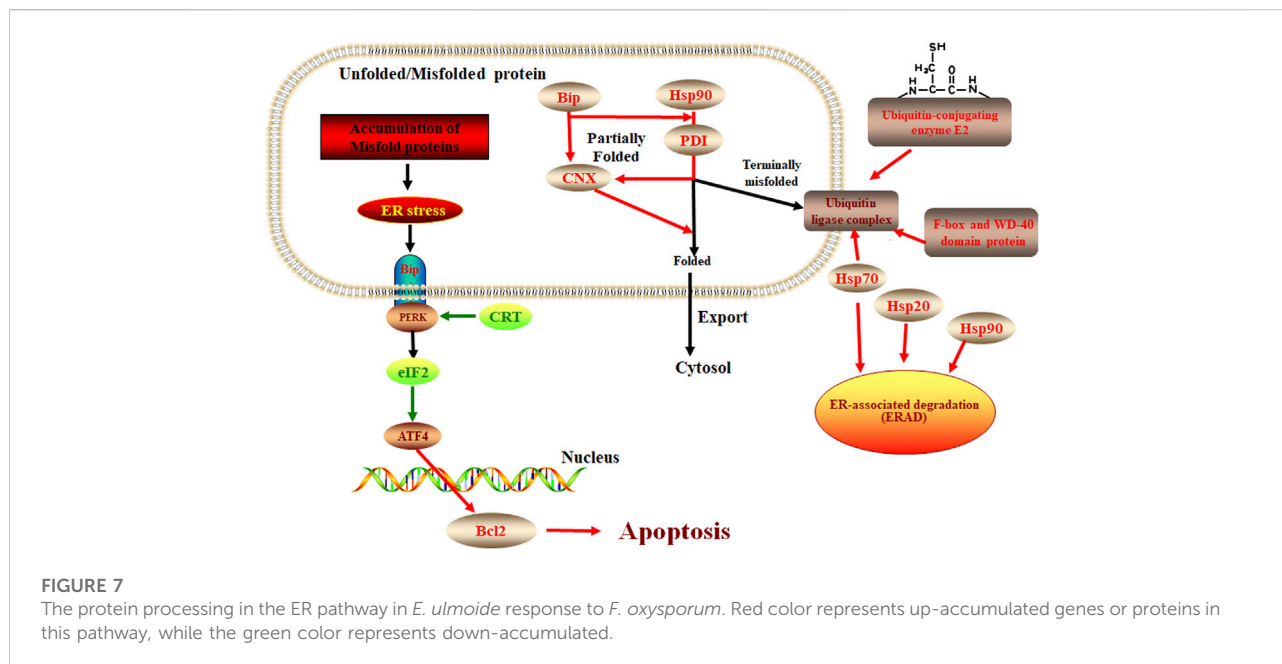 Unfolded/Misfolded protein
Accumulation of
Misfold proteins
ER stress
Bip
PERK
CRT
eIF2
ATF4
Nucleus
Bcl2
Apoptosis
Bip
Hsp90
PDI
Partially
Folded
CNX
Terminally
misfolded
Folded
Export
Cytosol
SH
H₂C
O
H
N
C
C
H
N
Ubiquitin-conjugating
enzyme E2
Ubiquitin
ligase complex
F-box and WD-40
domain protein
Hsp70
Hsp20
Hsp90
ER-associated degradation
(ERAD)
FIGURE 7
The protein processing in the ER pathway in E. ulmoide response to F. oxysporum. Red color represents up-accumulated genes or proteins in
this pathway, while the green color represents down-accumulated.